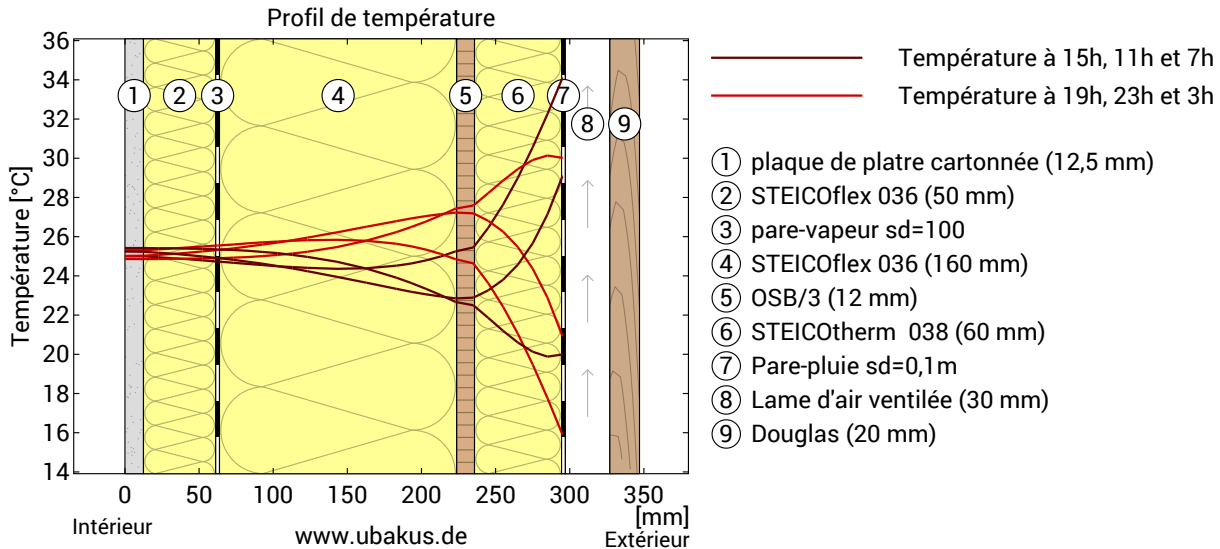 Profil de température
Température [°C]
36
34
32
30
28
26
24
22
20
18
16
14
1
2
3
4
5
6
7
8
9
0
50
100
150
200
250
300
350
[mm]
Intérieur
www.ubakus.de
Extérieur
Température à 15h, 11h et 7h
Température à 19h, 23h et 3h
1 plaque de platre cartonnée (12,5 mm)
2 STEICOflex 036 (50 mm)
3 pare-vapeur sd=100
4 STEICOflex 036 (160 mm)
5 OSB/3 (12 mm)
6 STEICOtherm 038 (60 mm)
7 Pare-pluie sd=0,1m
8 Lame d'air ventilée (30 mm)
9 Douglas (20 mm)